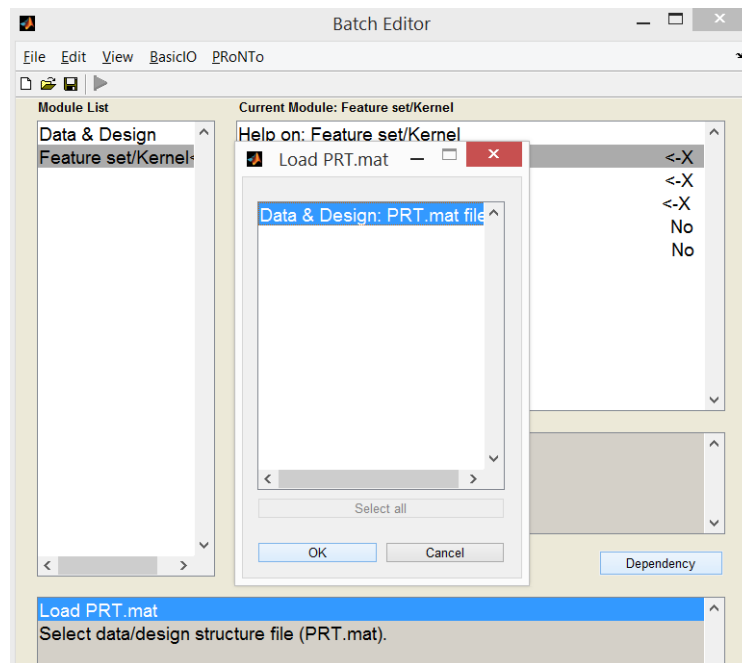 Batch Editor
File Edit View BasicIO PRoNTo
Module List
Current Module: Feature set/Kernel
Data & Design
Feature set/Kernel<
Help on: Feature set/Kernel
<-X
<-X
<-X
No
No
Load PRT.mat
Data & Design: PRT.mat file
Select all
OK Cancel
Dependency
Load PRT.mat
Select data/design structure file (PRT.mat).